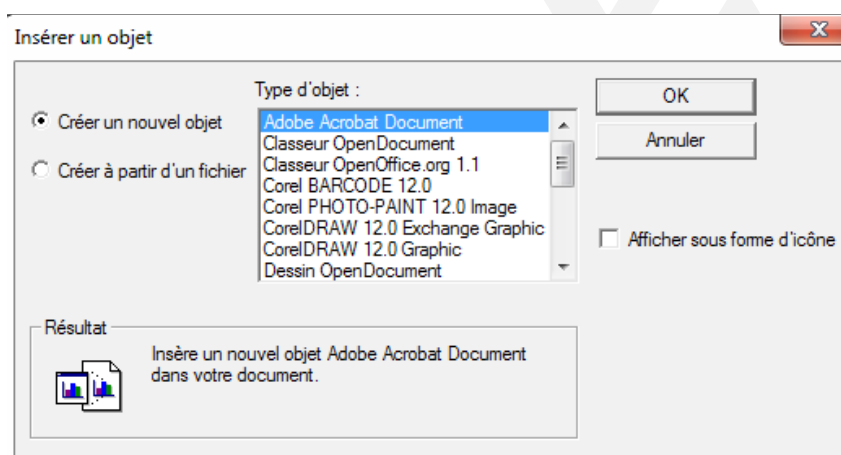 Insérer un objet
Type d'objet :
Créer un nouvel objet
Créer à partir d'un fichier
Adobe Acrobat Document
Classeur OpenDocument
Classeur OpenOffice.org 1.1
Corel BARCODE 12.0
Corel PHOTO-PAINT 12.0 Image
CorelDRAW 12.0 Exchange Graphic
CorelDRAW 12.0 Graphic
Dessin OpenDocument
OK
Annuler
Afficher sous forme d'icône
Résultat
Insère un nouvel objet Adobe Acrobat Document
dans votre document.